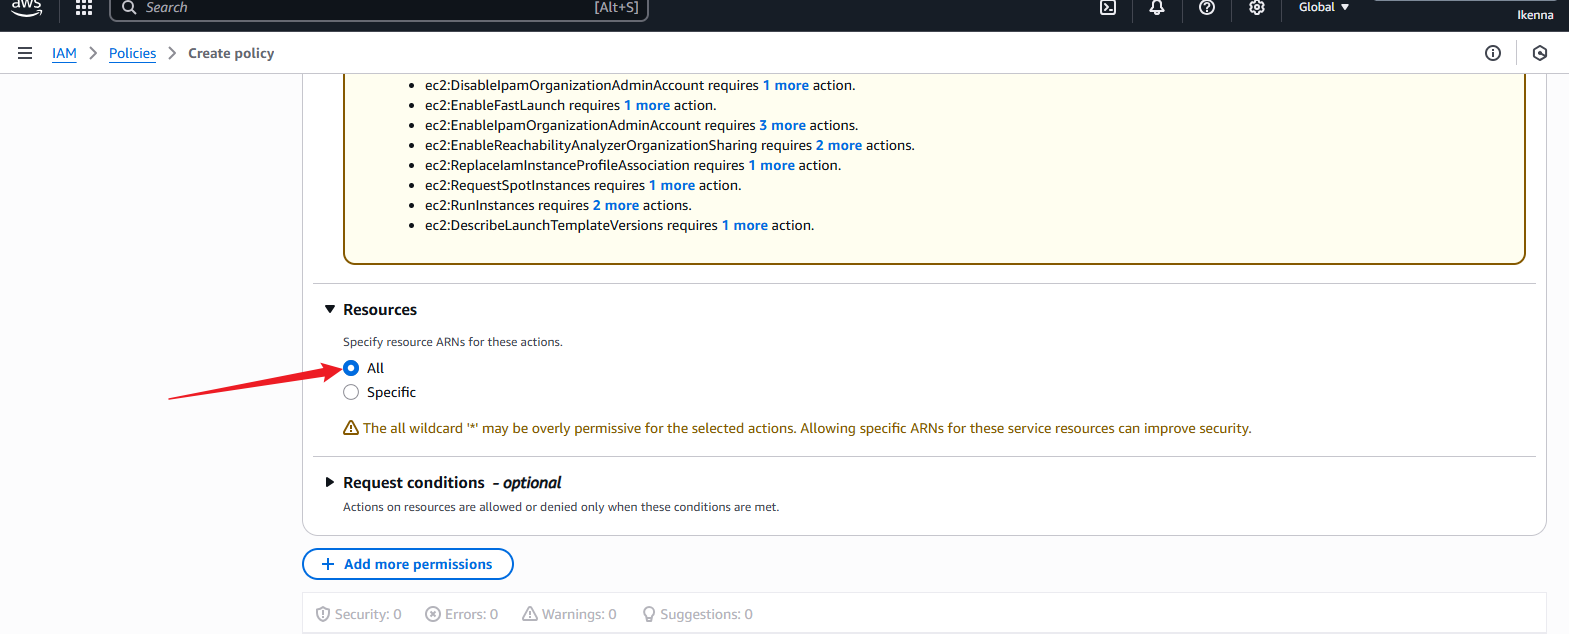 aws
Search [Alt+S] Global
Ikenna
IAM Policies Create policy
ec2:DisableIpamOrganizationAdminAccount requires 1 more action.
ec2:EnableFastLaunch requires 1 more action.
ec2:EnableIpamOrganizationAdminAccount requires 3 more actions.
ec2:EnableReachabilityAnalyzerOrganizationSharing requires 2 more actions.
ec2:ReplaceIamInstanceProfileAssociation requires 1 more action.
ec2:RequestSpotInstances requires 1 more action.
ec2:RunInstances requires 2 more actions.
ec2:DescribeLaunchTemplateVersions requires 1 more action.
Resources
Specify resource ARNs for these actions.
All
Specific
The all wildcard '*' may be overly permissive for the selected actions. Allowing specific ARNs for these service resources can improve security.
Request conditions - optional
Actions on resources are allowed or denied only when these conditions are met.
+ Add more permissions
Security: 0 Errors: 0 Warnings: 0 Suggestions: 0